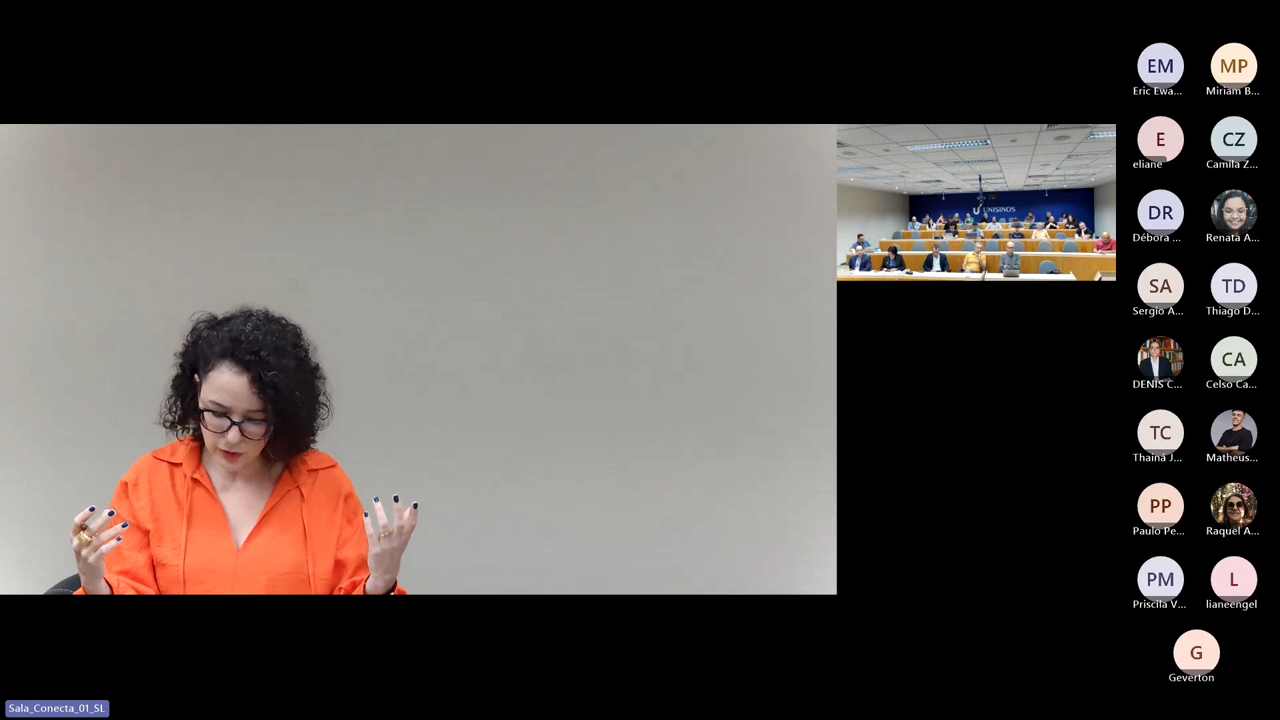 EM
MP
Eric Ewa...
Miriam B...
E
CZ
eliane
Camila Z...
DR
Débora ...
Renata A...
SA
TD
Sergio A...
Thiago D...
CA
DENIS C...
Celso Ca...
TC
Thainá J...
Matheus...
PP
Paulo Pe...
Raquel A...
PM
L
Priscila V...
lianeengel
G
Geverton
UNISINOS
Sala_Conecta_01_SL